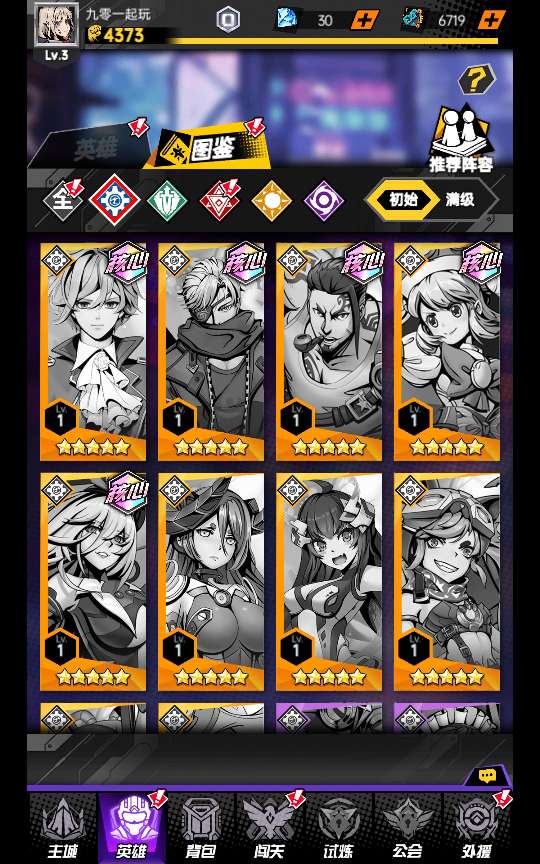 九零一起玩
4373
30
6719
Lv.3
英雄
图鉴
推荐阵容
全
初始
满级
核心
核心
核心
核心
Lv.
1
Lv.
1
Lv.
1
Lv.
1
核心
Lv.
1
Lv.
1
Lv.
1
Lv.
1
主城
英雄
背包
闯天
试炼
公会
外援